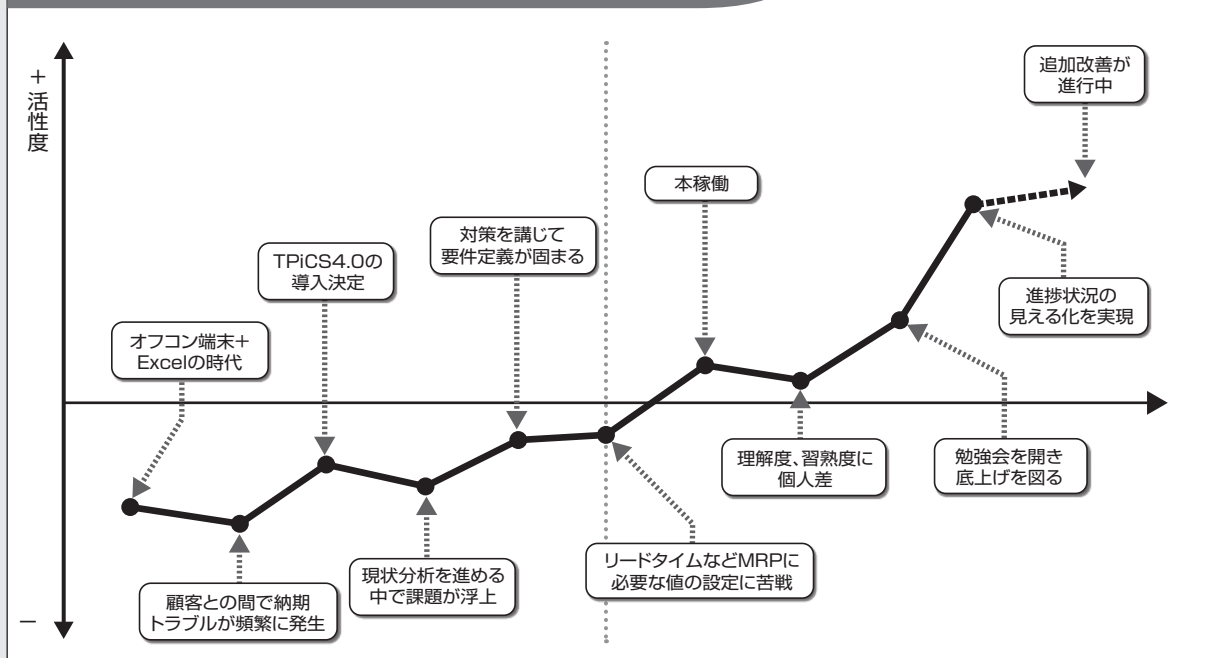 ＋
活性度
－
オフコン端末＋
Excelの時代
顧客との間で納期
トラブルが頻繁に発生
TPiCS4.0の
導入決定
現状分析を進める
中で課題が浮上
対策を講じて
要件定義が固まる
リードタイムなどMRPに
必要な値の設定に苦戦
本稼働
理解度、習熟度に
個人差
勉強会を開き
底上げを図る
進捗状況の
見える化を実現
追加改善が
進行中